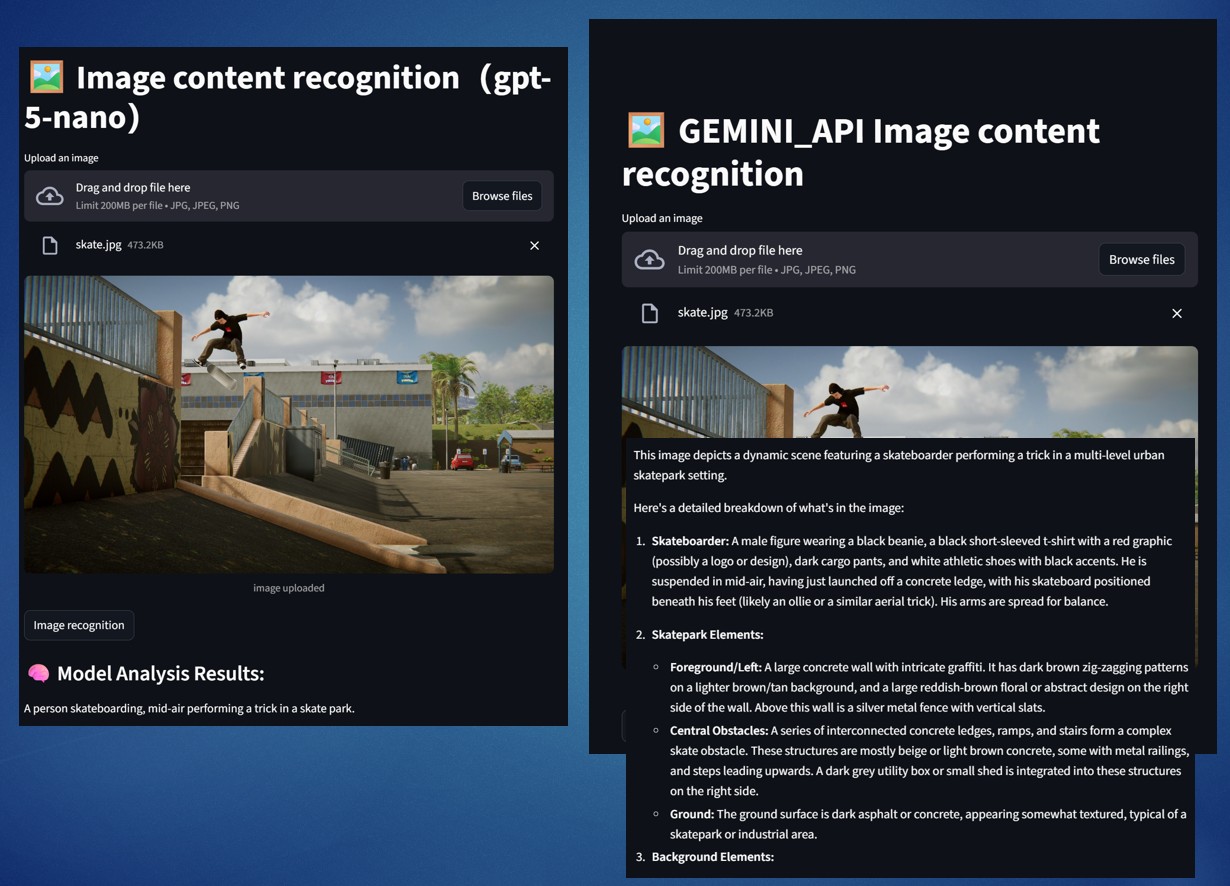 Image content recognition（gpt-
5-nano）
Upload an image
Drag and drop file here
Limit 200MB per file • JPG, JPEG, PNG
Browse files
skate.jpg 473.2KB
image uploaded
Image recognition
Model Analysis Results:
A person skateboarding, mid-air performing a trick in a skate park.
GEMINI_API Image content
recognition
Upload an image
Drag and drop file here
Limit 200MB per file • JPG, JPEG, PNG
Browse files
skate.jpg 473.2KB
This image depicts a dynamic scene featuring a skateboarder performing a trick in a multi-level urban
skatepark setting.
Here's a detailed breakdown of what's in the image:
1. Skateboarder: A male figure wearing a black beanie, a black short-sleeved t-shirt with a red graphic
(possibly a logo or design), dark cargo pants, and white athletic shoes with black accents. He is
suspended in mid-air, having just launched off a concrete ledge, with his skateboard positioned
beneath his feet (likely an ollie or a similar aerial trick). His arms are spread for balance.
2. Skatepark Elements:
◦ Foreground/Left: A large concrete wall with intricate graffiti. It has dark brown zig-zagging patterns
on a lighter brown/tan background, and a large reddish-brown floral or abstract design on the right
side of the wall. Above this wall is a silver metal fence with vertical slats.
◦ Central Obstacles: A series of interconnected concrete ledges, ramps, and stairs form a complex
skate obstacle. These structures are mostly beige or light brown concrete, some with metal railings,
and steps leading upwards. A dark grey utility box or small shed is integrated into these structures
on the right side.
◦ Ground: The ground surface is dark asphalt or concrete, appearing somewhat textured, typical of a
skatepark or industrial area.
3. Background Elements: